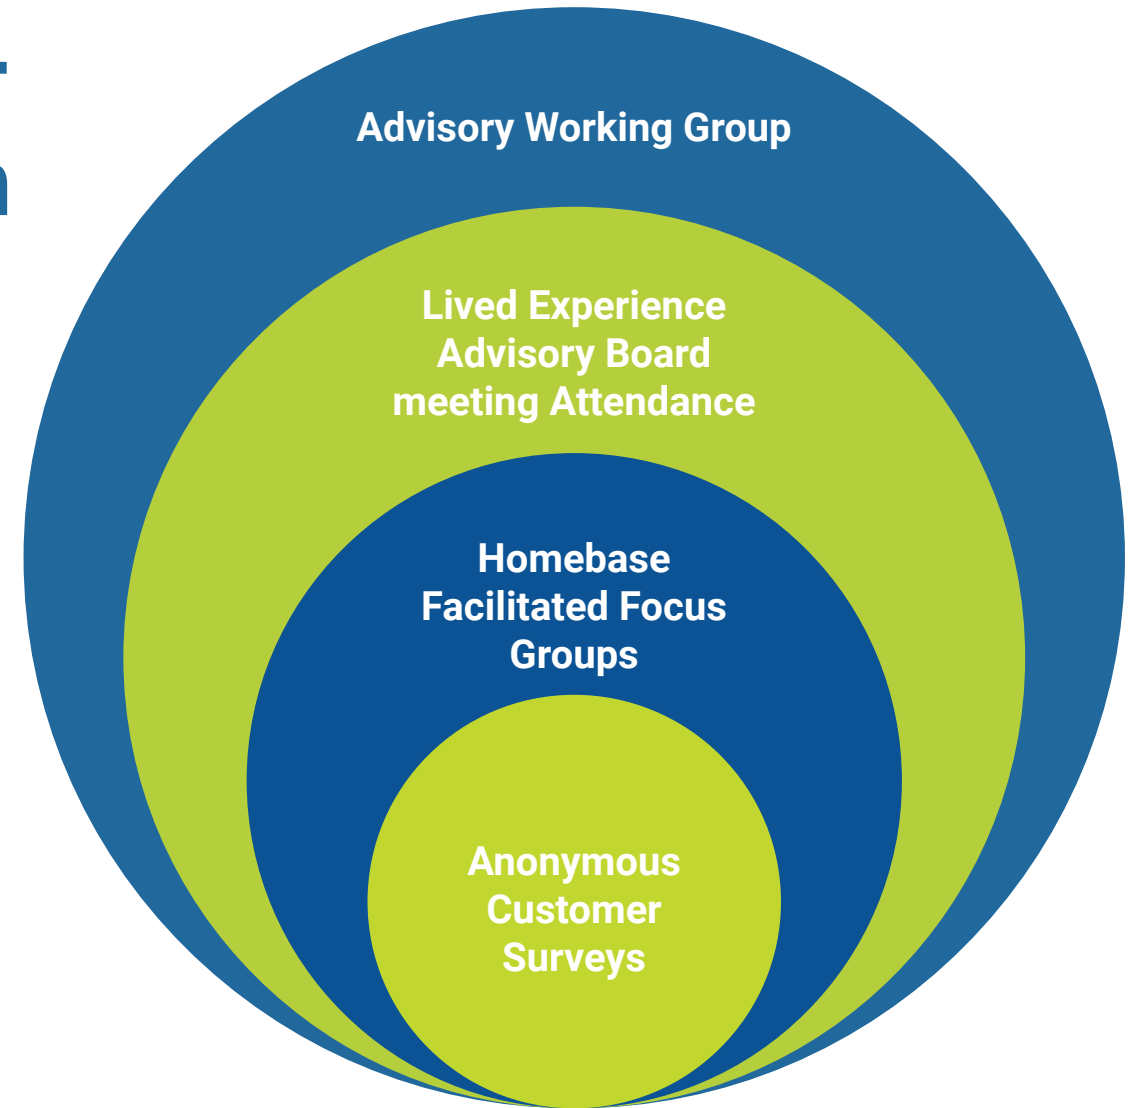 Advisory Working Group
Lived Experience
Advisory Board
meeting Attendance
Homebase
Facilitated Focus
Groups
Anonymous
Customer
Surveys